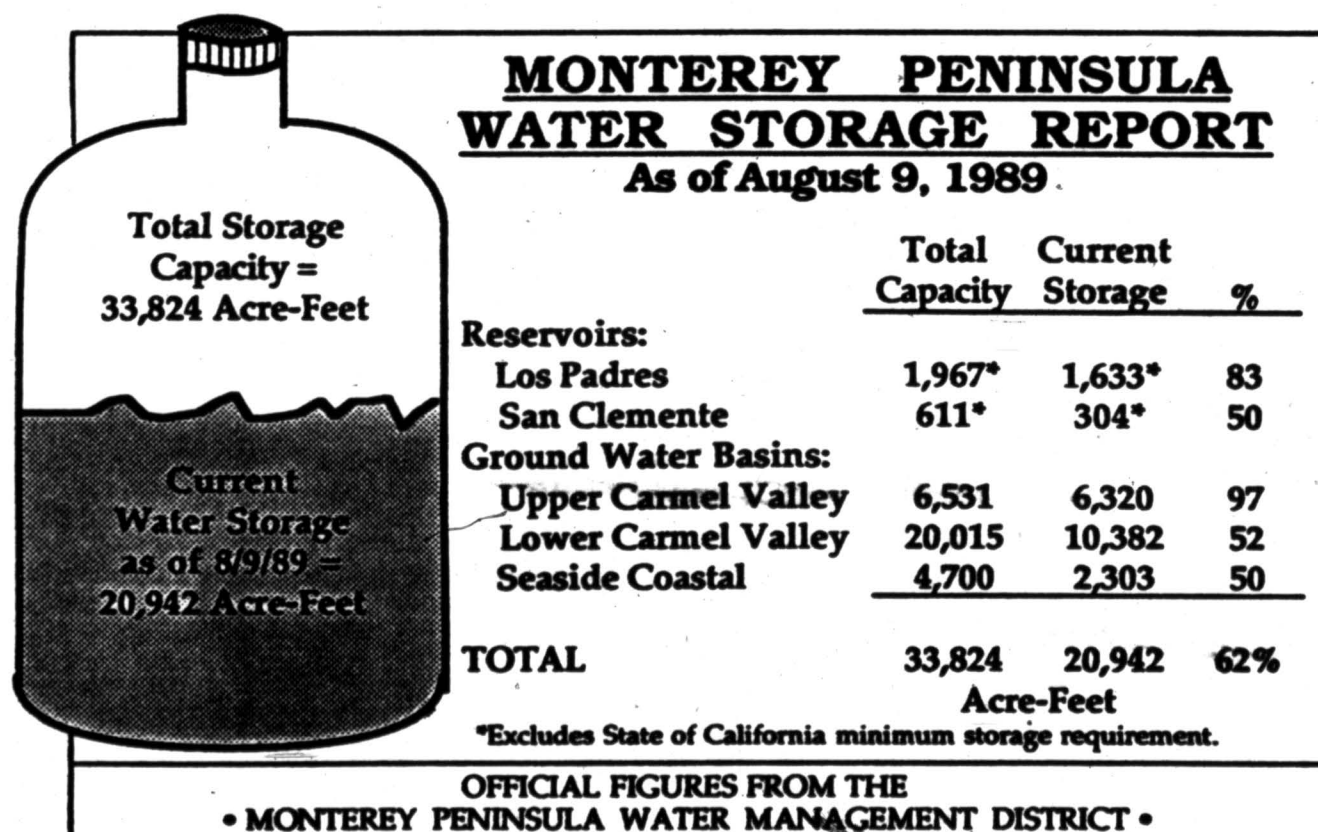 MONTEREY PENINSULA
WATER STORAGE REPORT
As of August 9, 1989
Total Storage
Capacity =
33,824 Acre-Feet
Current
Water Storage
as of 8/9/89 =
20,942 Acre-Feet
Total Current
Capacity Storage %
Reservoirs:
Los Padres 1,967* 1,633* 83
San Clemente 611* 304* 50
Ground Water Basins:
Upper Carmel Valley 6,531 6,320 97
Lower Carmel Valley 20,015 10,382 52
Seaside Coastal 4,700 2,303 50
TOTAL 33,824 20,942 62%
Acre-Feet
*Excludes State of California minimum storage requirement.
OFFICIAL FIGURES FROM THE
• MONTEREY PENINSULA WATER MANAGEMENT DISTRICT •